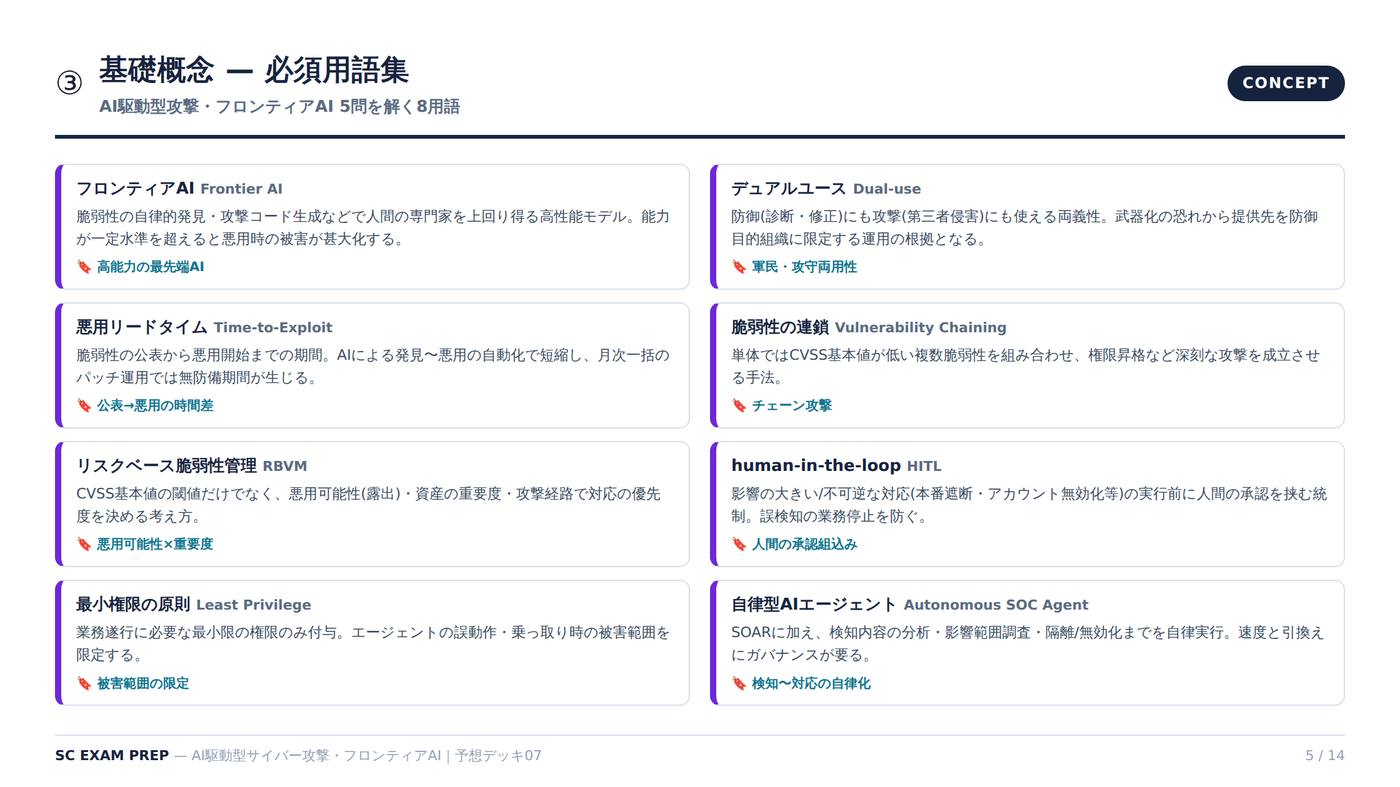 ③
基礎概念 — 必須用語集
AI駆動型攻撃・フロンティアAI 5問を解く8用語
CONCEPT
フロンティアAI Frontier AI
脆弱性の自律的発見・攻撃コード生成などで人間の専門家を上回り得る高性能モデル。能力
が一定水準を超えると悪用時の被害が甚大化する。
🔖 高能力の最先端AI
デュアルユース Dual-use
防御(診断・修正)にも攻撃(第三者侵害)にも使える両義性。武器化の恐れから提供先を防御
目的組織に限定する運用の根拠となる。
🔖 軍民・攻守両用性
悪用リードタイム Time-to-Exploit
脆弱性の公表から悪用開始までの期間。AIによる発見〜悪用の自動化で短縮し、月次一括の
パッチ運用では無防備期間が生じる。
🔖 公表→悪用の時間差
脆弱性の連鎖 Vulnerability Chaining
単体ではCVSS基本値が低い複数脆弱性を組み合わせ、権限昇格など深刻な攻撃を成立させ
る手法。
🔖 チェーン攻撃
リスクベース脆弱性管理 RBVM
CVSS基本値の閾値だけでなく、悪用可能性(露出)・資産の重要度・攻撃経路で対応の優先
度を決める考え方。
🔖 悪用可能性×重要度
human-in-the-loop HITL
影響の大きい/不可逆な対応(本番遮断・アカウント無効化等)の実行前に人間の承認を挟む統
制。誤検知の業務停止を防ぐ。
🔖 人間の承認組込み
最小権限の原則 Least Privilege
業務遂行に必要な最小限の権限のみ付与。エージェントの誤動作・乗っ取り時の被害範囲を
限定する。
🔖 被害範囲の限定
自律型AIエージェント Autonomous SOC Agent
SOARに加え、検知内容の分析・影響範囲調査・隔離/無効化までを自律実行。速度と引換え
にガバナンスが要る。
🔖 検知〜対応の自律化
SC EXAM PREP — AI駆動型サイバー攻撃・フロンティアAI | 予想デッキ07
5 / 14